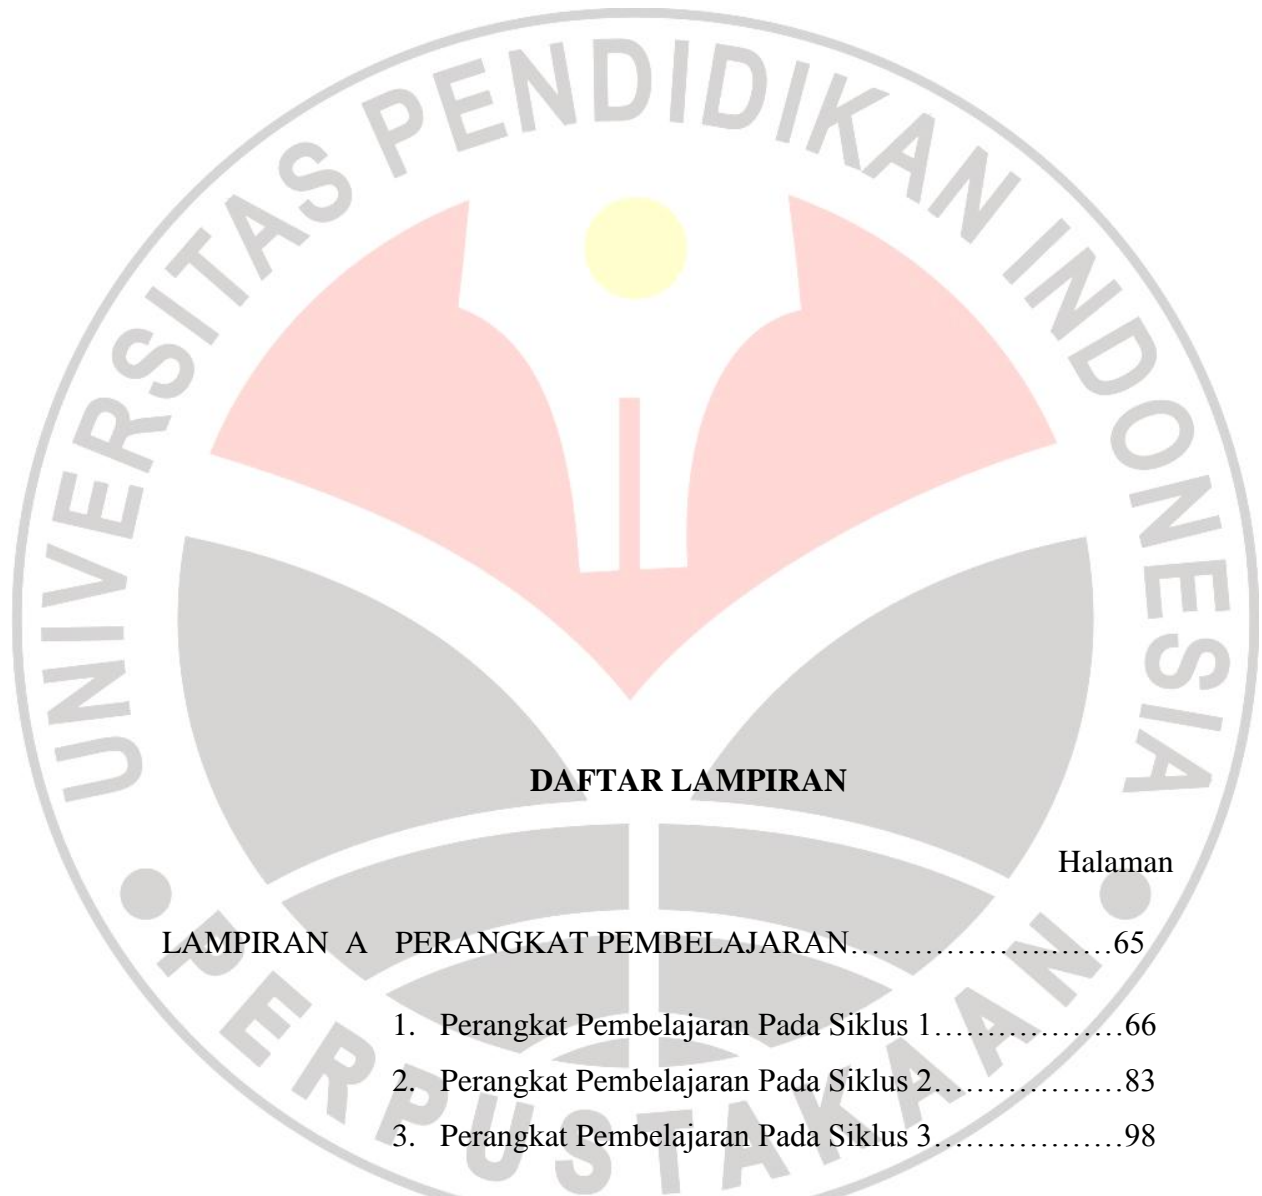 UNIVERSITAS PENDIDIKAN INDONESIA
DAFTAR LAMPIRAN
Halaman
LAMPIRAN A PERANGKAT PEMBELAJARAN……………….……65
1. Perangkat Pembelajaran Pada Siklus 1………………66
2. Perangkat Pembelajaran Pada Siklus 2………………83
3. Perangkat Pembelajaran Pada Siklus 3………………98
PERPUSTAKAAN